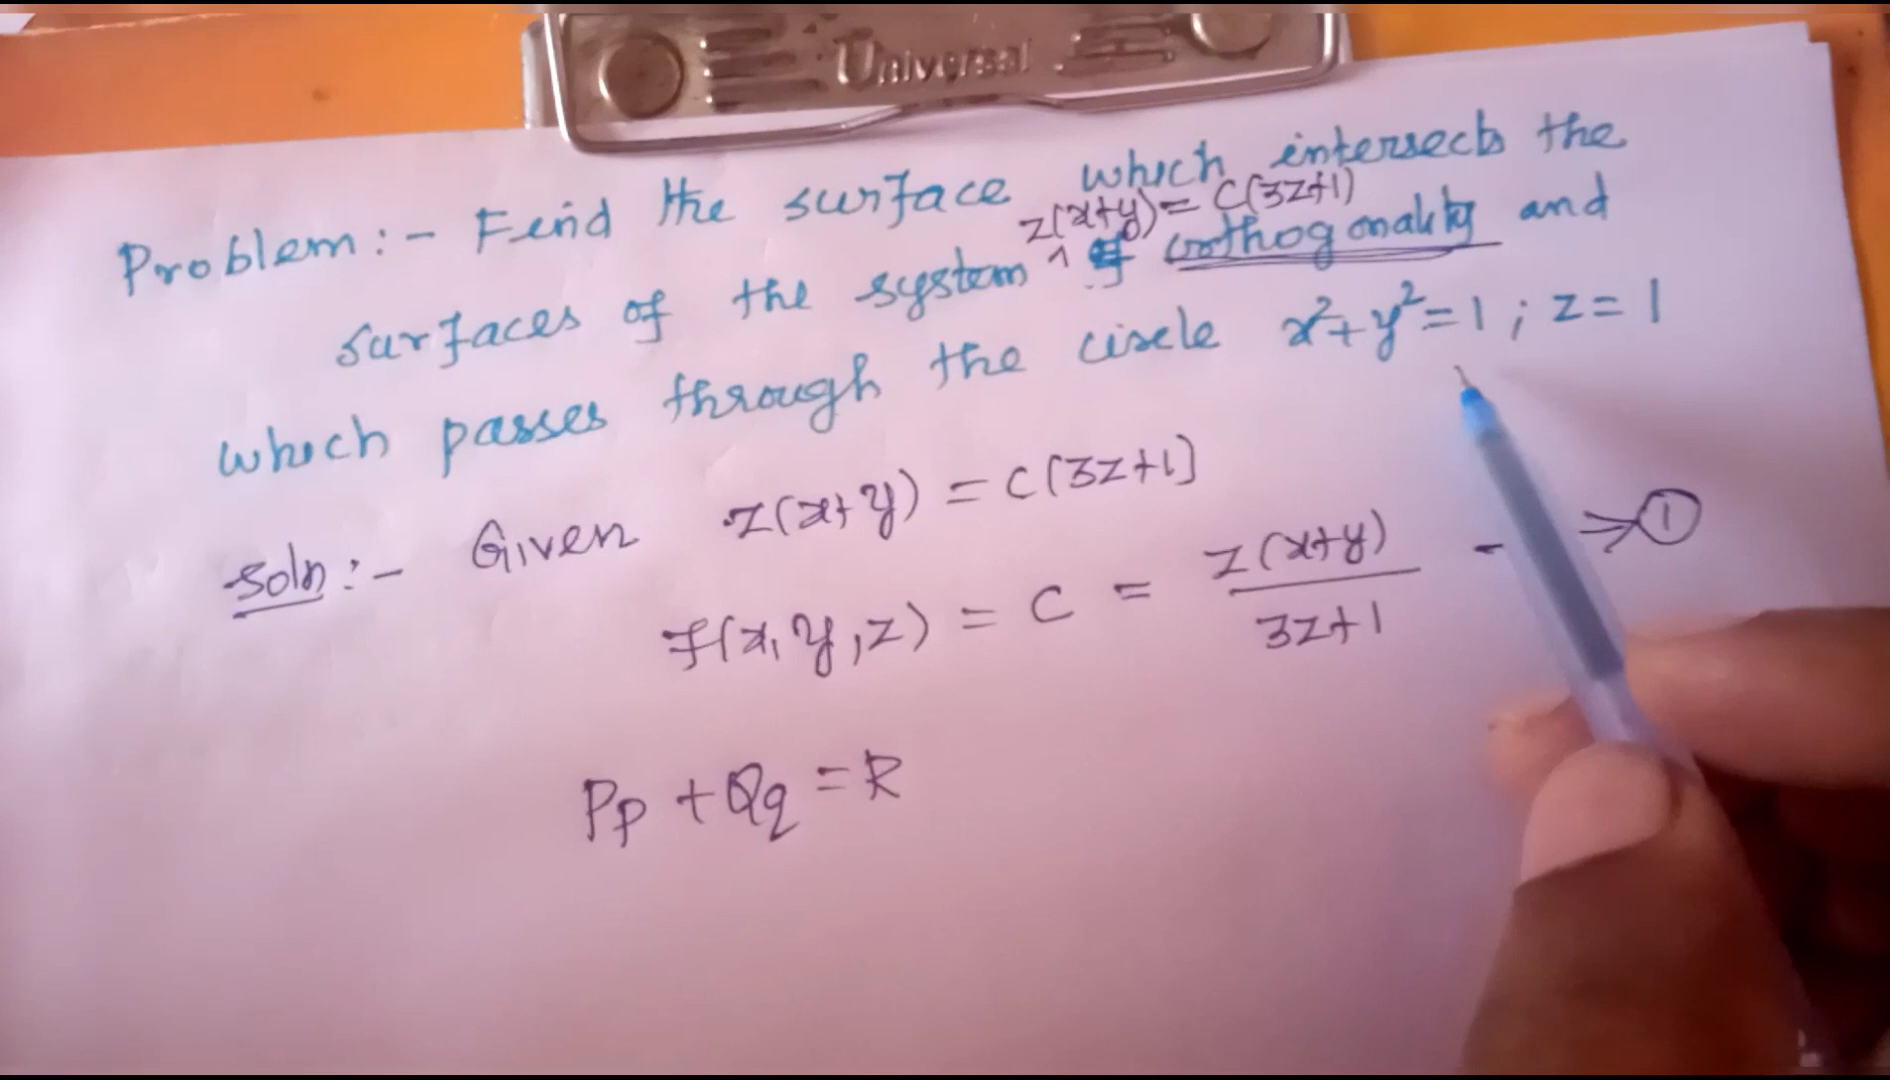 Universal
Problem:- Find the surface which intersects the
z(x+y)= C(3z+1)
surfaces of the system ^ orthogonality and
which passes through the circle x²+y²=1; z=1
Soln:- Given z(x+y) = C(3z+1)
f(x,y,z) = C = z(x+y)/3z+1 - ⇒①
Pp + Qq = R